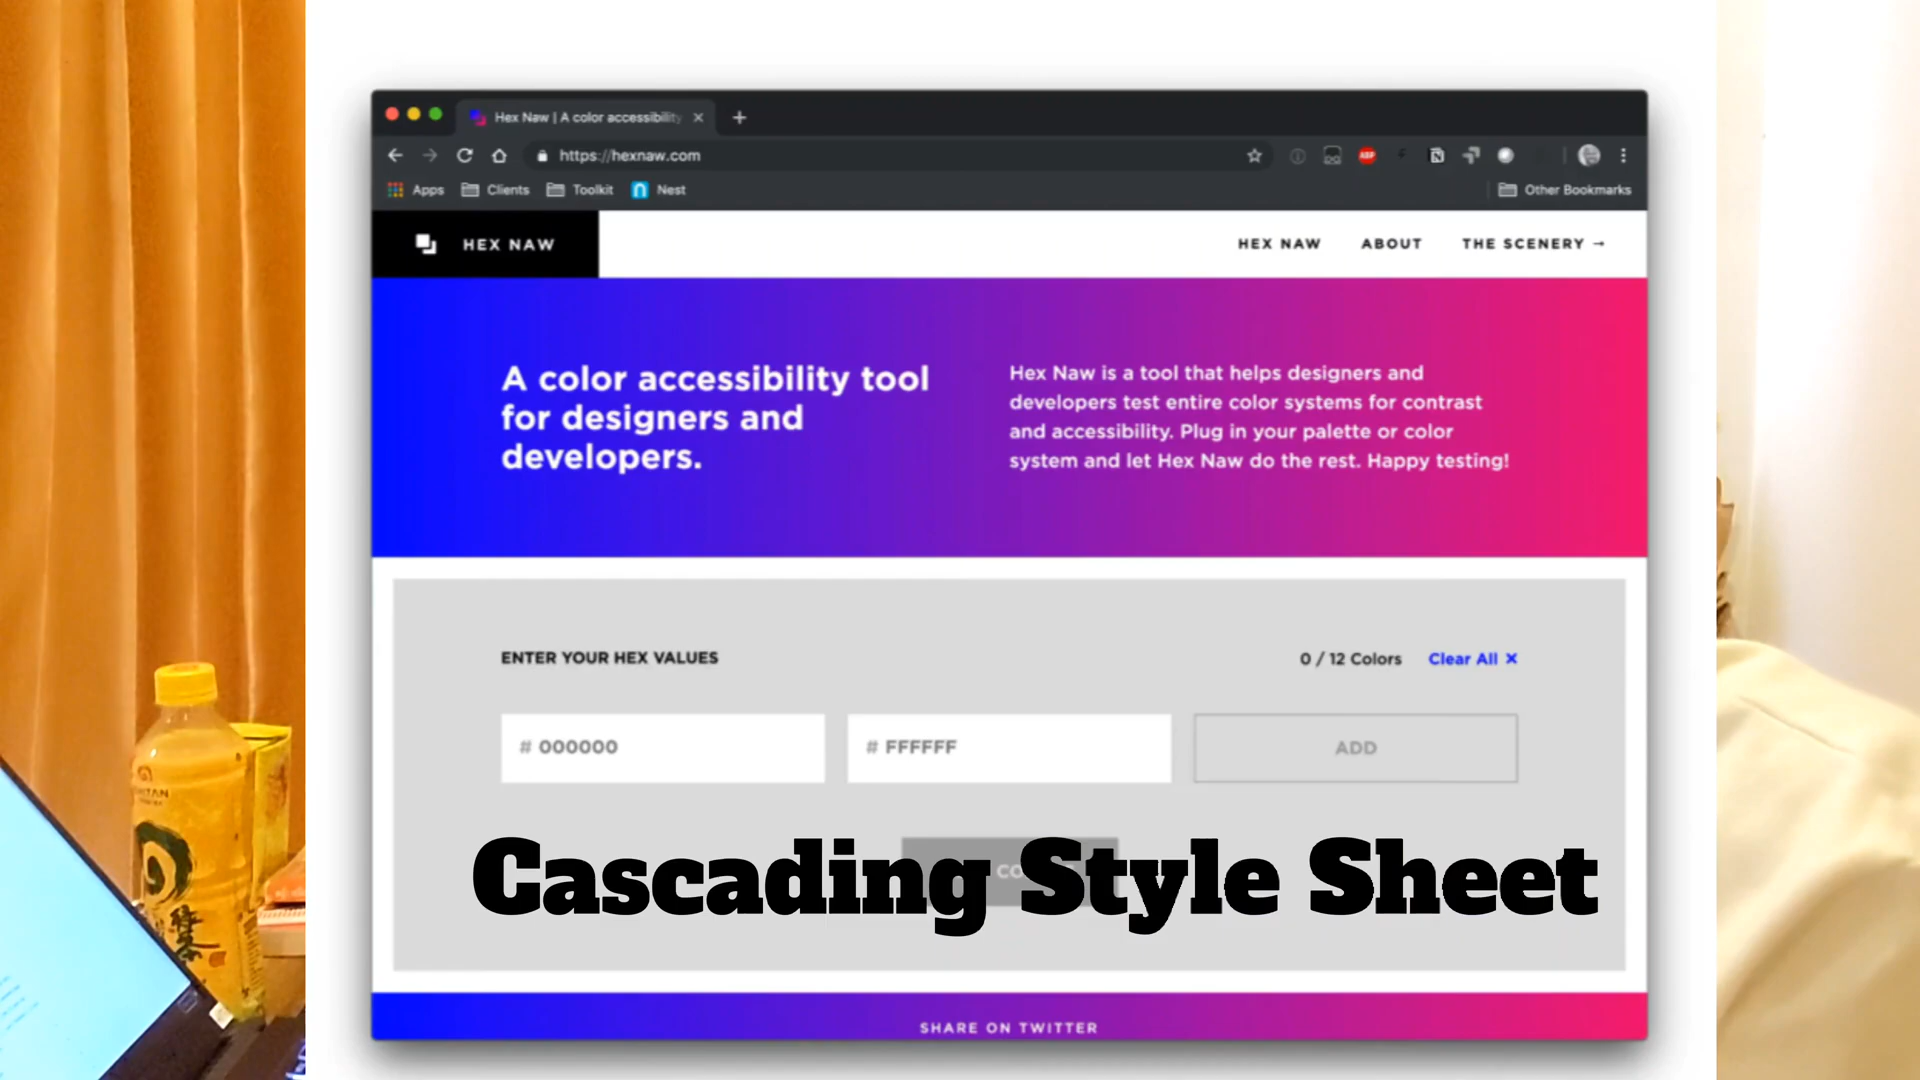 Hex Naw | A color accessibility
https://hexnaw.com
ABP
Apps
Clients
Toolkit
Nest
Other Bookmarks
HEX NAW
HEX NAW
ABOUT
THE SCENERY →
A color accessibility tool
for designers and
developers.
Hex Naw is a tool that helps designers and
developers test entire color systems for contrast
and accessibility. Plug in your palette or color
system and let Hex Naw do the rest. Happy testing!
ENTER YOUR HEX VALUES
0 / 12 Colors
Clear All ✕
# 000000
# FFFFFF
ADD
Cascading Style Sheet
SHARE ON TWITTER